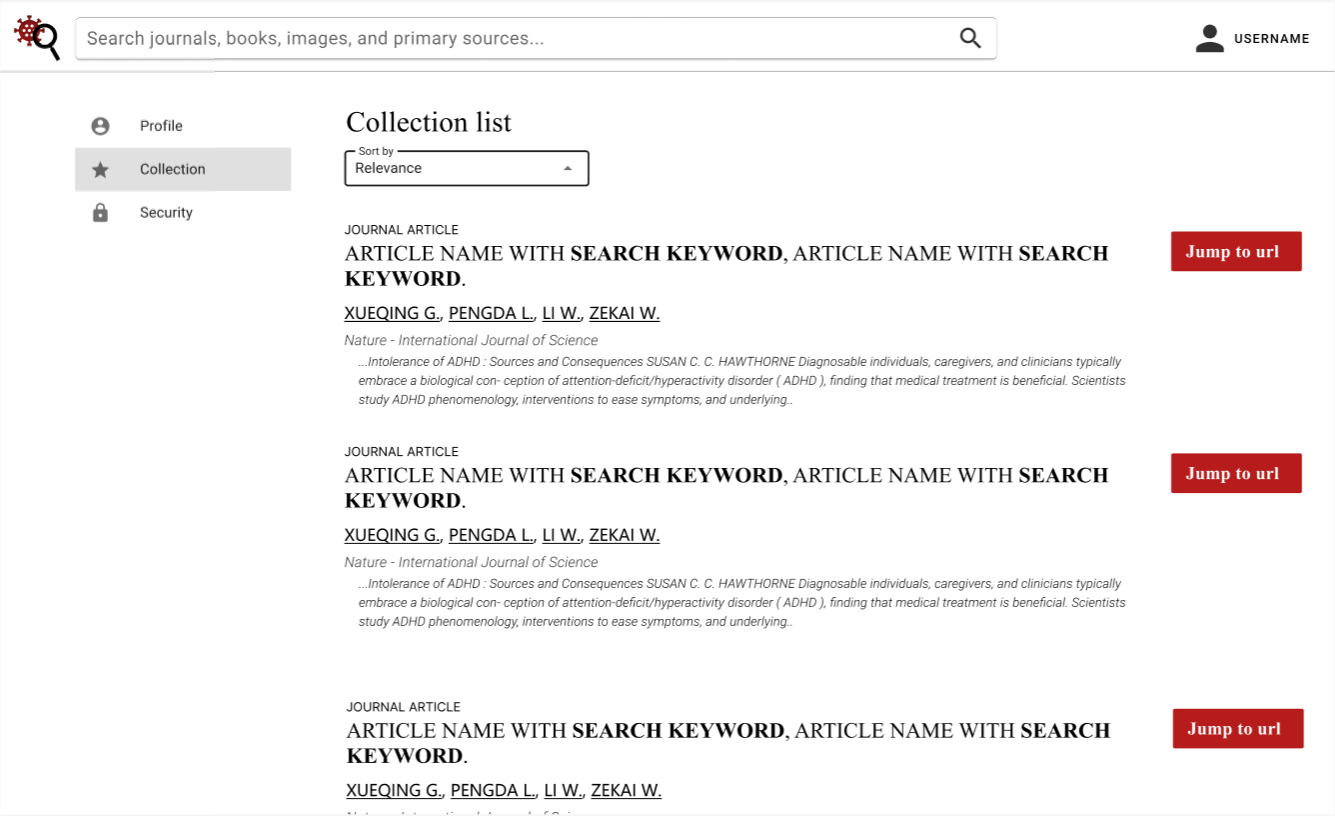 Search journals, books, images, and primary sources...
USERNAME
Profile
Collection
Security
Collection list
Sort by
Relevance
JOURNAL ARTICLE
ARTICLE NAME WITH SEARCH KEYWORD, ARTICLE NAME WITH SEARCH
KEYWORD.
Jump to url
XUEQING G., PENGDA L., LI W., ZEKAI W.
Nature - International Journal of Science
...Intolerance of ADHD : Sources and Consequences SUSAN C. C. HAWTHORNE Diagnosable individuals, caregivers, and clinicians typically
embrace a biological con- ception of attention-deficit/hyperactivity disorder ( ADHD ), finding that medical treatment is beneficial. Scientists
study ADHD phenomenology, interventions to ease symptoms, and underlying..
JOURNAL ARTICLE
ARTICLE NAME WITH SEARCH KEYWORD, ARTICLE NAME WITH SEARCH
KEYWORD.
Jump to url
XUEQING G., PENGDA L., LI W., ZEKAI W.
Nature - International Journal of Science
...Intolerance of ADHD : Sources and Consequences SUSAN C. C. HAWTHORNE Diagnosable individuals, caregivers, and clinicians typically
embrace a biological con- ception of attention-deficit/hyperactivity disorder ( ADHD ), finding that medical treatment is beneficial. Scientists
study ADHD phenomenology, interventions to ease symptoms, and underlying..
JOURNAL ARTICLE
ARTICLE NAME WITH SEARCH KEYWORD, ARTICLE NAME WITH SEARCH
KEYWORD.
Jump to url
XUEQING G., PENGDA L., LI W., ZEKAI W.